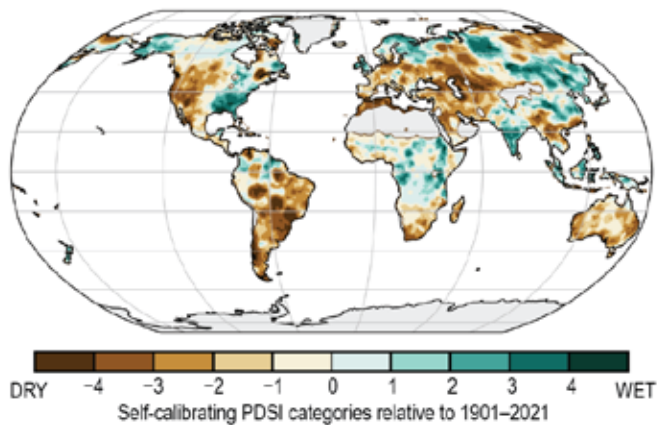 DRY −4 −3 −2 −1 0 1 2 3 4 WET
Self-calibrating PDSI categories relative to 1901–2021